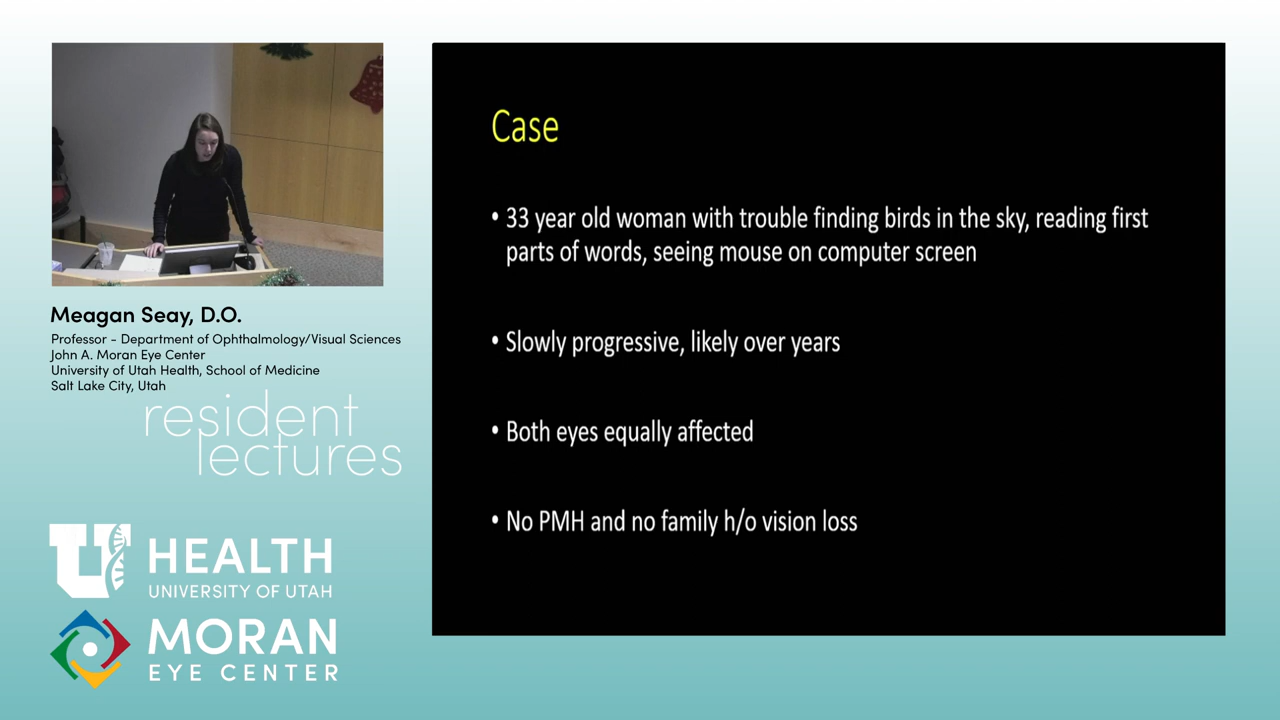 Meagan Seay, D.O.
Professor - Department of Ophthalmology/Visual Sciences
John A. Moran Eye Center
University of Utah Health, School of Medicine
Salt Lake City, Utah
resident
lectures
U HEALTH
UNIVERSITY OF UTAH
MORAN
EYE CENTER
Case
• 33 year old woman with trouble finding birds in the sky, reading first
parts of words, seeing mouse on computer screen
• Slowly progressive, likely over years
• Both eyes equally affected
• No PMH and no family h/o vision loss